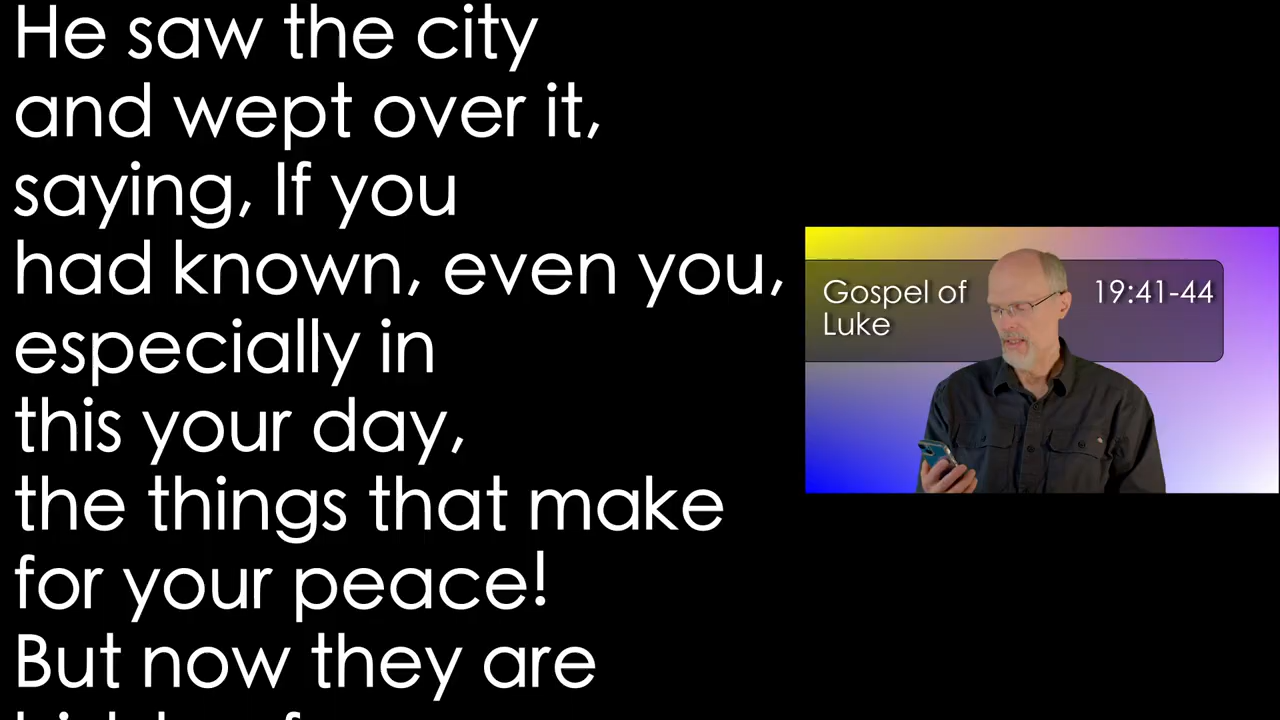 He saw the city
and wept over it,
saying, If you
had known, even you,
especially in
this your day,
the things that make
for your peace!
But now they are
Gospel of
Luke
19:41-44